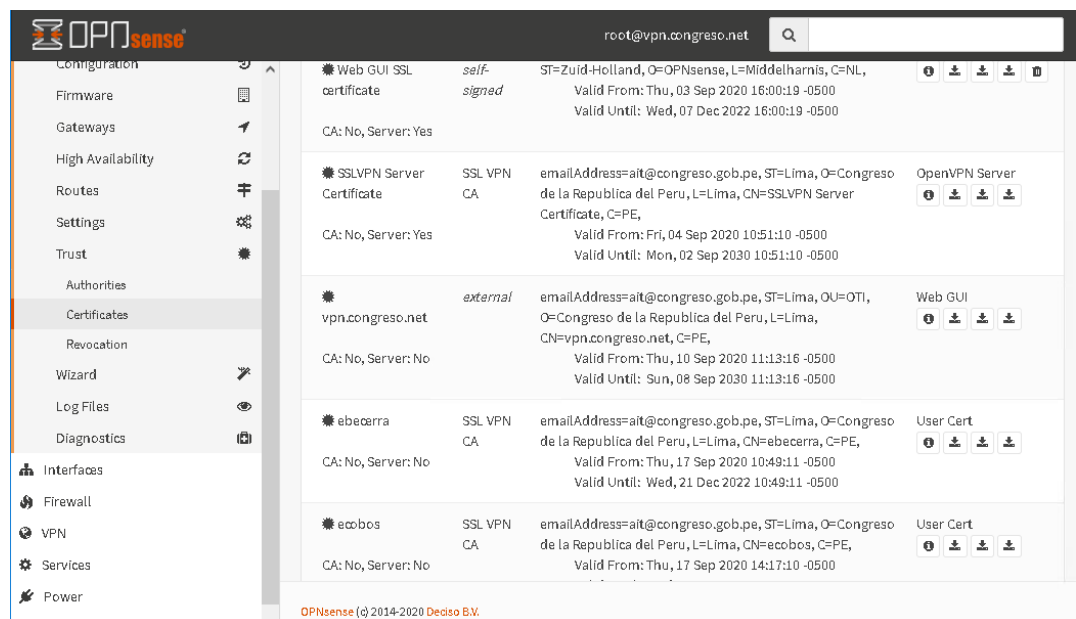 OPNsense
root@vpn.congreso.net
Configuration
Firmware
Gateways
High Availability
Routes
Settings
Trust
Authorities
Certificates
Revocation
Wizard
Log Files
Diagnostics
Interfaces
Firewall
VPN
Services
Power
Web GUI SSL
certificate
CA: No, Server: Yes
self-
signed
ST=Zuid-Holland, O=OPNsense, L=Middelharnis, C=NL,
Valid From: Thu, 03 Sep 2020 16:00:19 -0500
Valid Until: Wed, 07 Dec 2022 16:00:19 -0500
SSLVPN Server
Certificate
CA: No, Server: Yes
SSL VPN
CA
emailAddress=ait@congreso.gob.pe, ST=Lima, O=Congreso
de la Republica del Peru, L=Lima, CN=SSLVPN Server
Certificate, C=PE,
Valid From: Fri, 04 Sep 2020 10:51:10 -0500
Valid Until: Mon, 02 Sep 2030 10:51:10 -0500
OpenVPN Server
vpn.congreso.net
CA: No, Server: No
external
emailAddress=ait@congreso.gob.pe, ST=Lima, OU=OTI,
O=Congreso de la Republica del Peru, L=Lima,
CN=vpn.congreso.net, C=PE,
Valid From: Thu, 10 Sep 2020 11:13:16 -0500
Valid Until: Sun, 08 Sep 2030 11:13:16 -0500
Web GUI
ebecerra
CA: No, Server: No
SSL VPN
CA
emailAddress=ait@congreso.gob.pe, ST=Lima, O=Congreso
de la Republica del Peru, L=Lima, CN=ebecerra, C=PE,
Valid From: Thu, 17 Sep 2020 10:49:11 -0500
Valid Until: Wed, 21 Dec 2022 10:49:11 -0500
User Cert
ecobos
CA: No, Server: No
SSL VPN
CA
emailAddress=ait@congreso.gob.pe, ST=Lima, O=Congreso
de la Republica del Peru, L=Lima, CN=ecobos, C=PE,
Valid From: Thu, 17 Sep 2020 14:17:10 -0500
User Cert
OPNsense (c) 2014-2020 Deciso B.V.